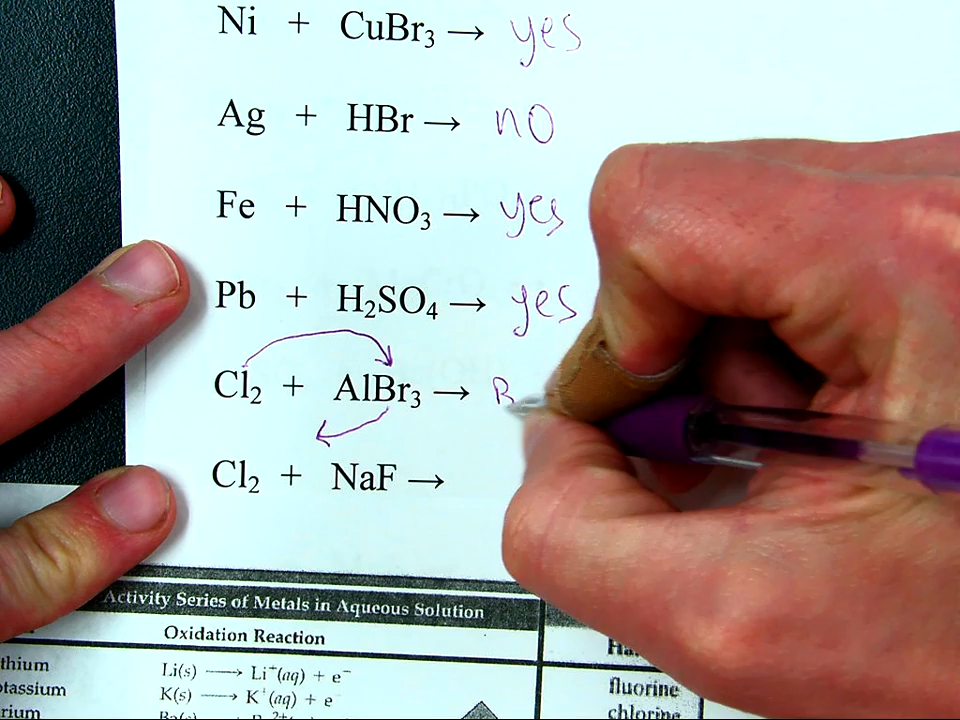 Ni + CuBr3 → yes
Ag + HBr → no
Fe + HNO3 → yes
Pb + H2SO4 → yes
Cl2 + AlBr3 → B
Cl2 + NaF →
Activity Series of Metals in Aqueous Solution
Oxidation Reaction
thium Li(s) → Li+(aq) + e− fluorine
otassium K(s) → K+(aq) + e chlorine
rium